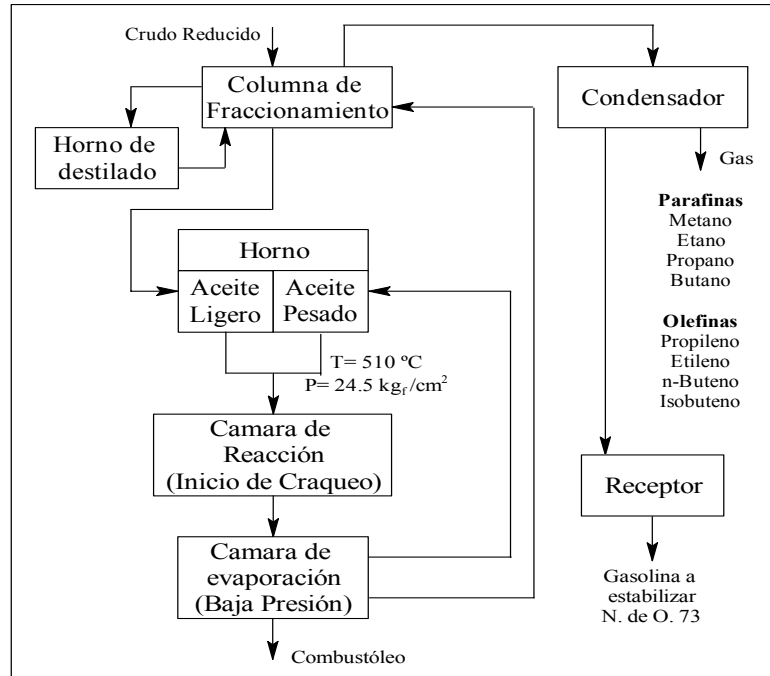 Crudo Reducido
Columna de
Fraccionamiento
Horno de
destilado
Condensador
Gas
Parafinas
Metano
Etano
Propano
Butano
Olefinas
Propileno
Etileno
n-Buteno
Isobuteno
Horno
Aceite
Ligero
Aceite
Pesado
T= 510 ºC
P= 24.5 kgf/cm²
Camara de
Reacción
(Inicio de Craqueo)
Camara de
evaporación
(Baja Presión)
Combustóleo
Receptor
Gasolina a
estabilizar
N. de O. 73